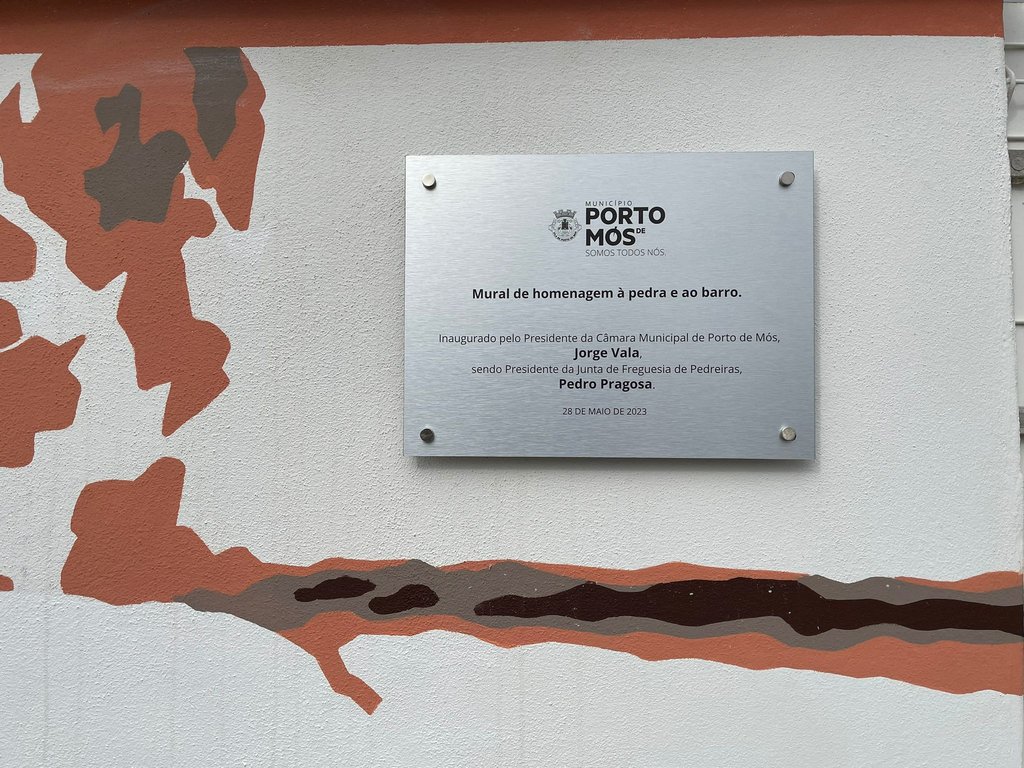 MUNICÍPIO
PORTO
DE
MÓS
SOMOS TODOS NÓS.
Mural de homenagem à pedra e ao barro.
Inaugurado pelo Presidente da Câmara Municipal de Porto de Mós,
Jorge Vala,
sendo Presidente da Junta de Freguesia de Pedreiras,
Pedro Pragosa.
28 DE MAIO DE 2023